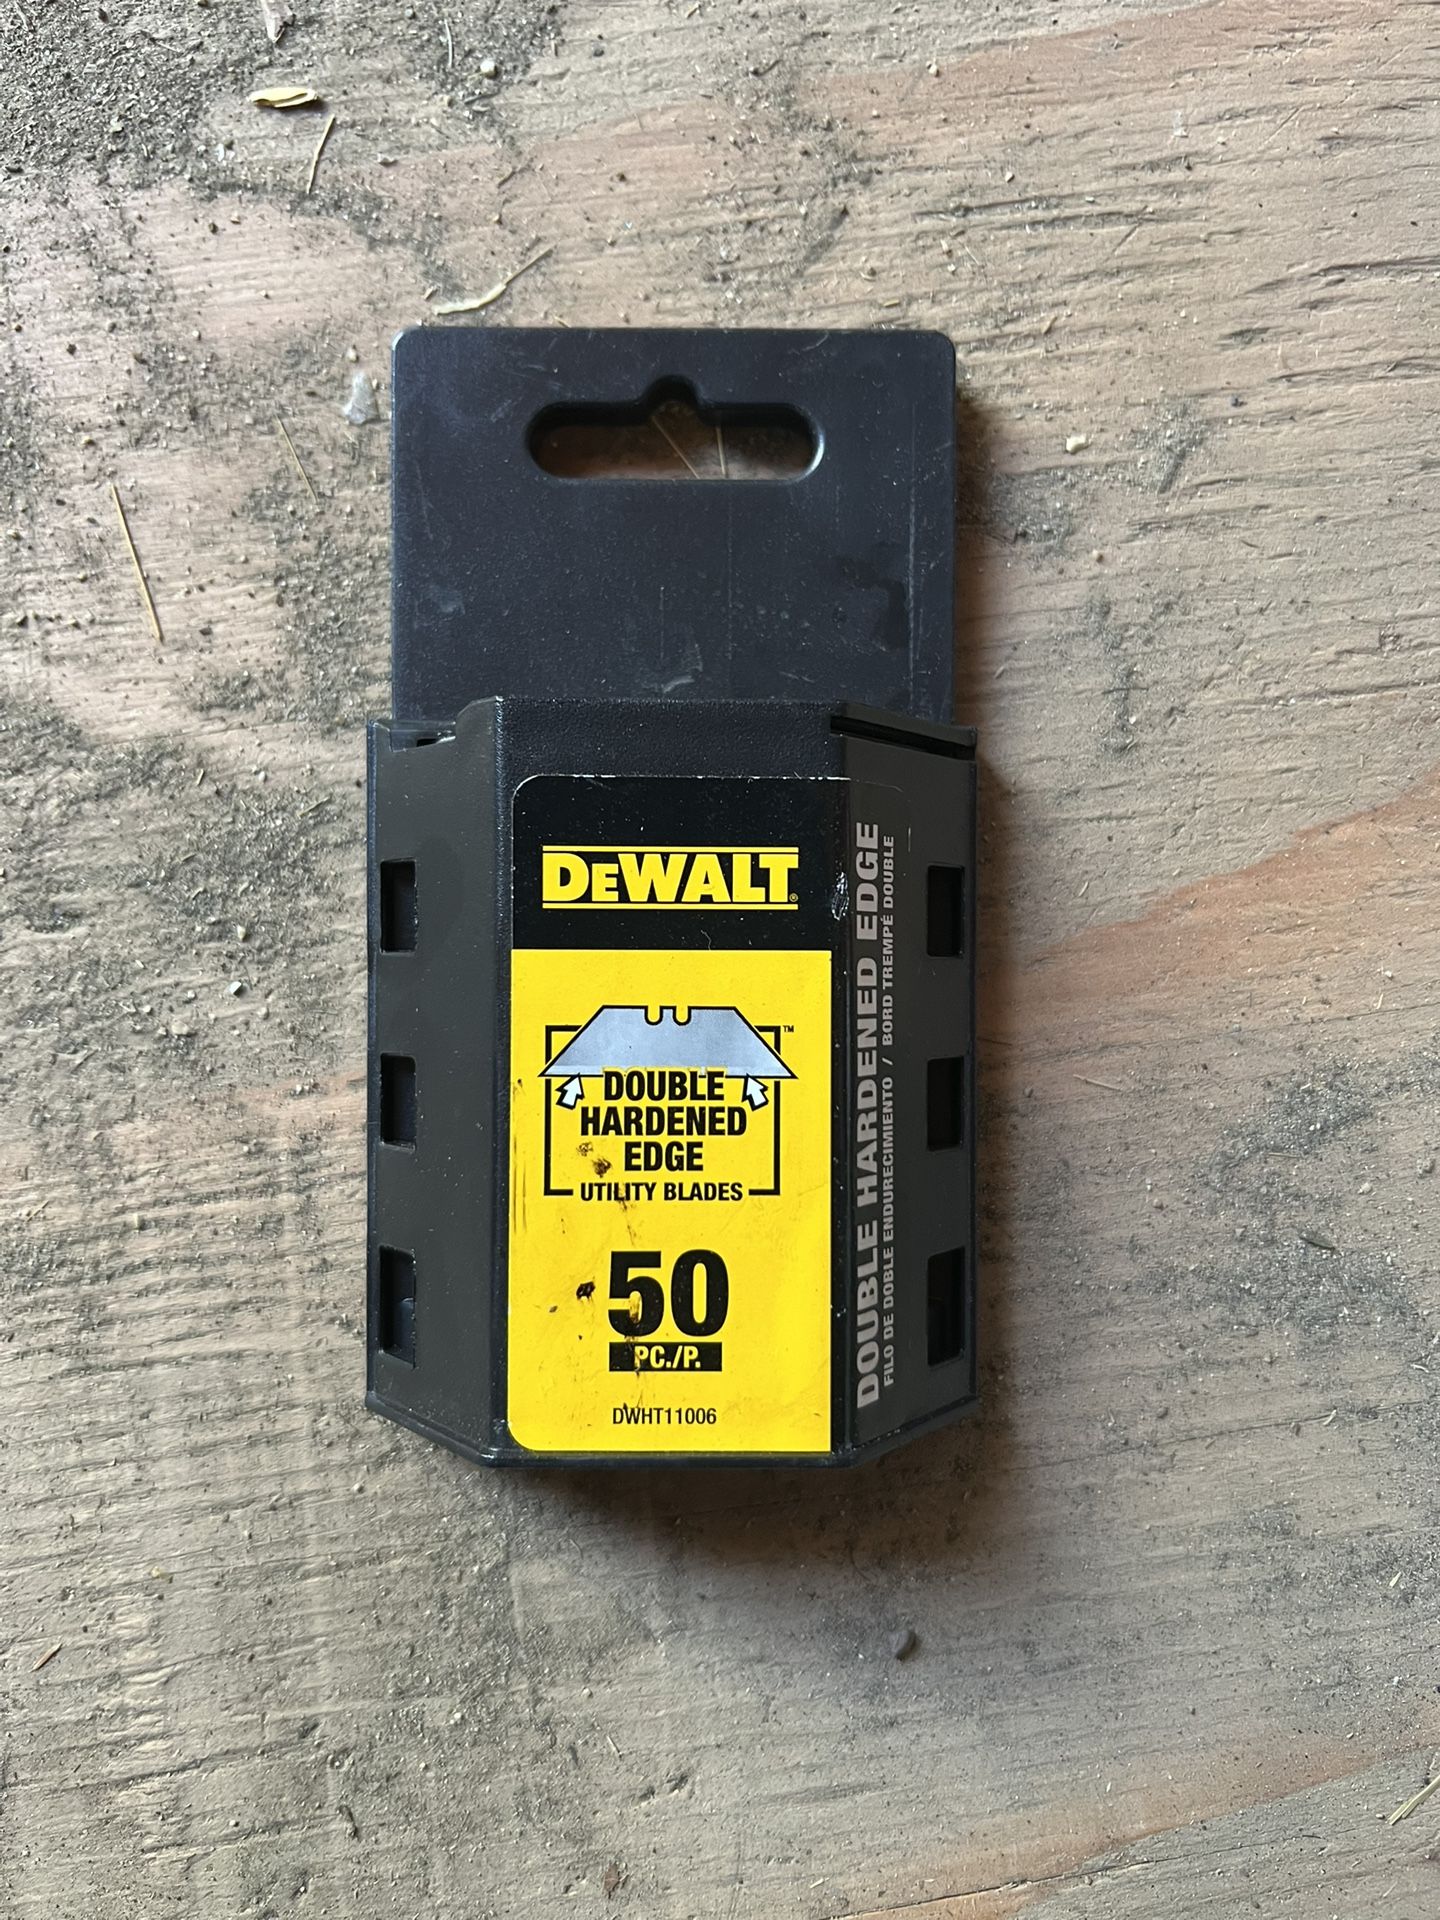 DEWALT®
™
DOUBLE
HARDENED
EDGE
UTILITY BLADES
50
PC./P.
DWHT11006
DOUBLE HARDENED EDGE
FILO DE DOBLE ENDURECIMIENTO / BORD TREMPÉ DOUBLE